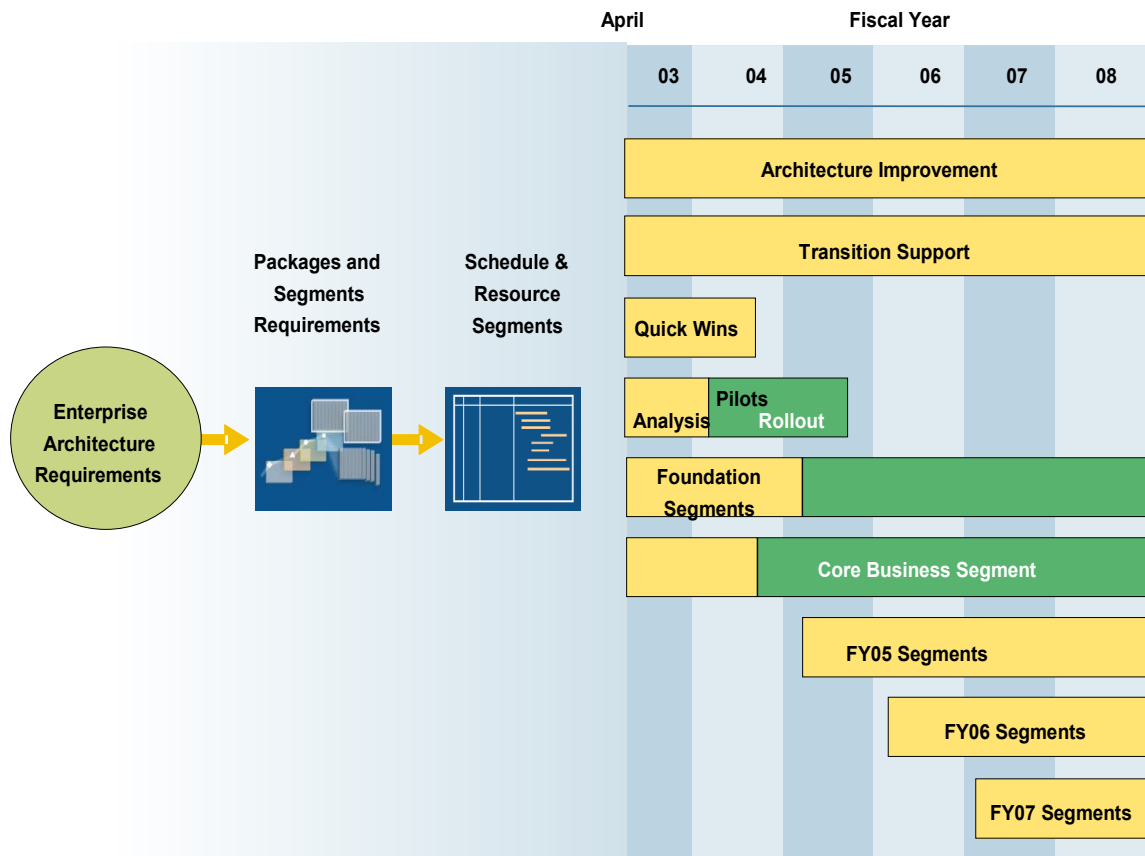 April Fiscal Year
03 04 05 06 07 08
Architecture Improvement
Transition Support
Packages and
Segments
Requirements
Schedule &
Resource
Segments
Quick Wins
Enterprise
Architecture
Requirements
Pilots
Analysis Rollout
Foundation
Segments
Core Business Segment
FY05 Segments
FY06 Segments
FY07 Segments